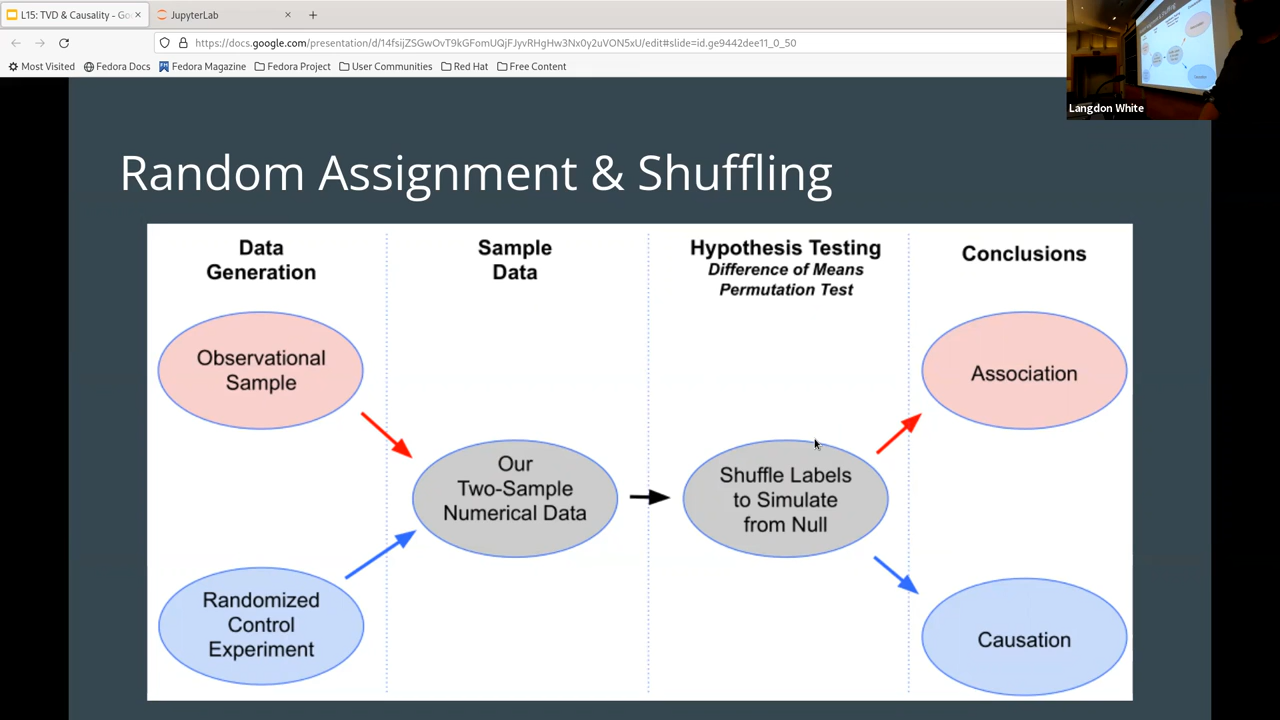 L15: TVD & Causality - Go
JupyterLab
https://docs.google.com/presentation/d/14fsijZSGwOvT9kGFomUQjFJyvRHgHw3Nx0y2uVON5xU/edit#slide=id.ge9442dee11_0_50
Most Visited
Fedora Docs
Fedora Magazine
Fedora Project
User Communities
Red Hat
Free Content
Langdon White
Random Assignment & Shuffling
Data
Generation
Sample
Data
Hypothesis Testing
Difference of Means
Permutation Test
Conclusions
Observational
Sample
Association
Our
Two-Sample
Numerical Data
Shuffle Labels
to Simulate
from Null
Randomized
Control
Experiment
Causation